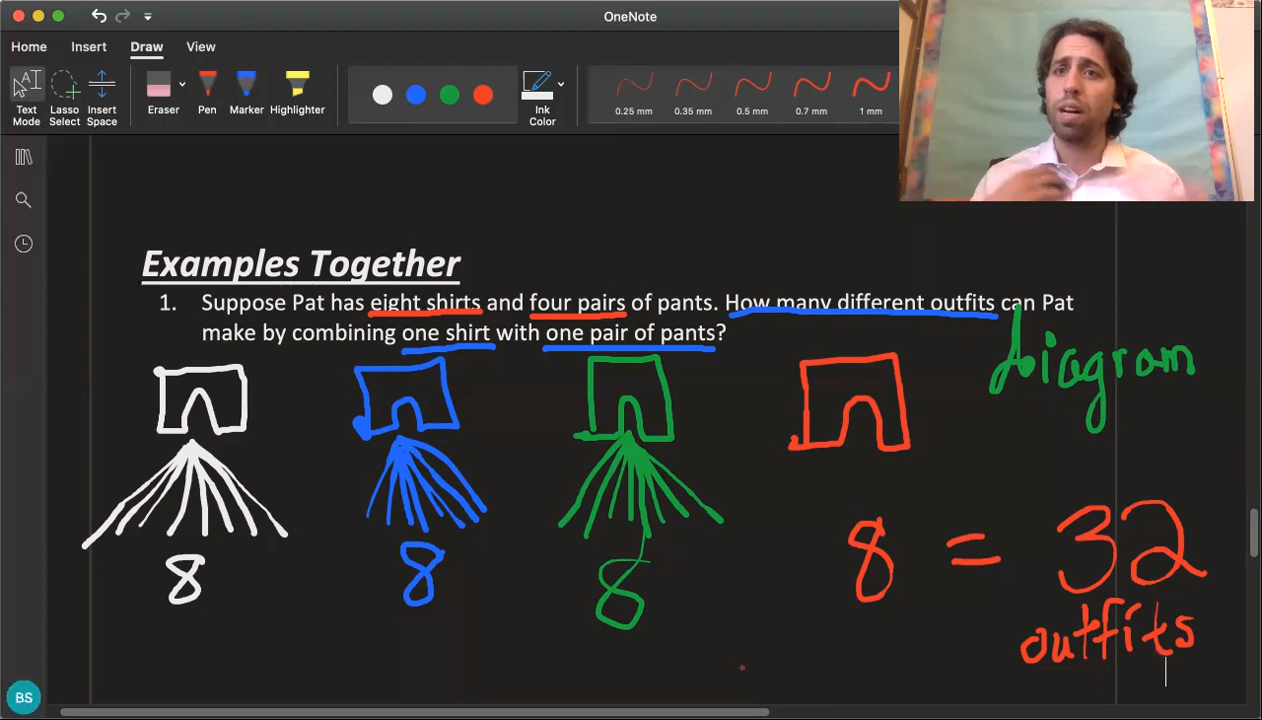 OneNote
Home Insert Draw View
Text Mode
Lasso Select
Insert Space
Eraser
Pen
Marker
Highlighter
Ink Color
0.25 mm 0.35 mm 0.5 mm 0.7 mm 1 mm
Examples Together
1. Suppose Pat has eight shirts and four pairs of pants. How many different outfits can Pat
make by combining one shirt with one pair of pants?
Diagram
8 8 8 8 = 32
outfits
BS